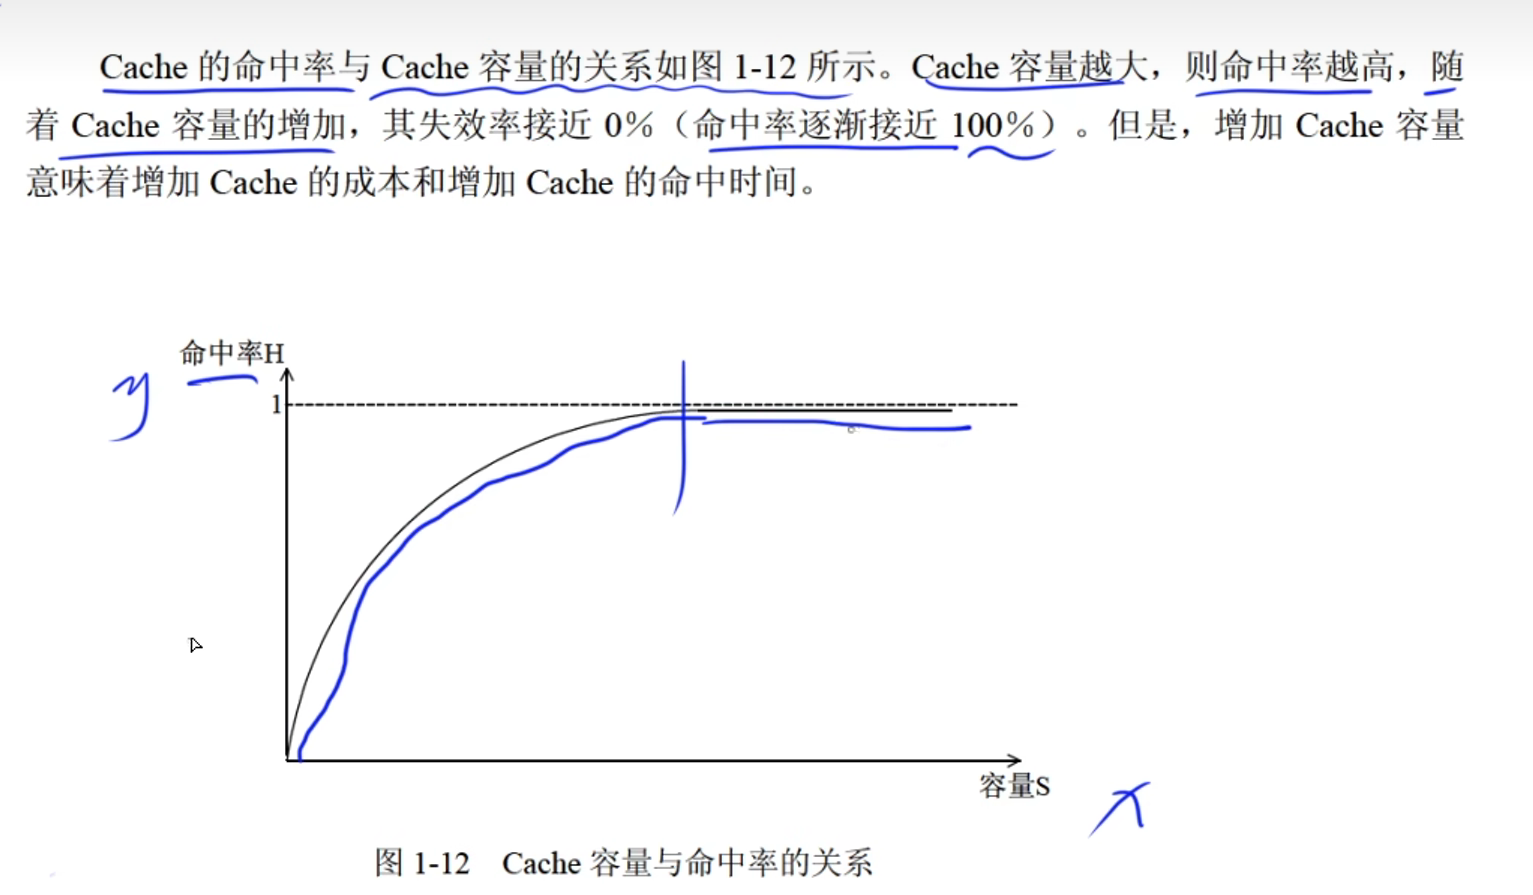 Cache 的命中率与 Cache 容量的关系如图 1-12 所示。Cache 容量越大，则命中率越高，随
着 Cache 容量的增加，其失效率接近 0%（命中率逐渐接近 100%）。但是，增加 Cache 容量
意味着增加 Cache 的成本和增加 Cache 的命中时间。
命中率H
y
1
容量S
x
图 1-12 Cache 容量与命中率的关系